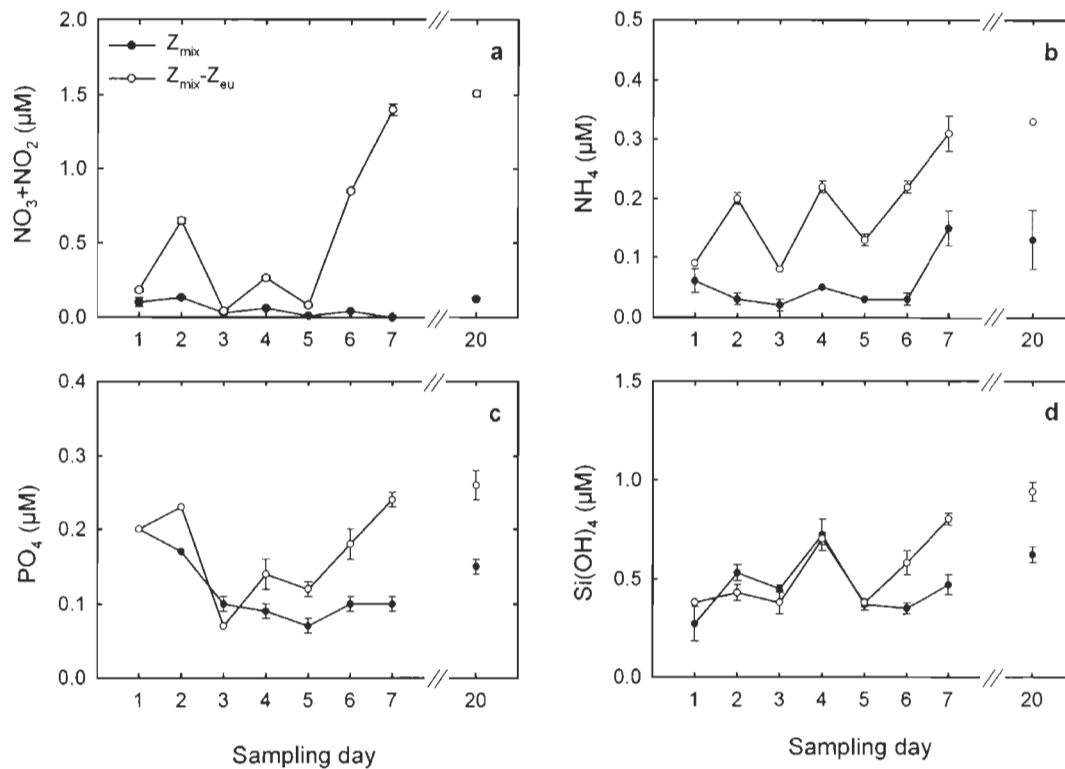 a
Z_mix
Z_mix-Z_eu
NO3+NO2 (µM)
2.0
1.5
1.0
0.5
0.0
1 2 3 4 5 6 7 20
b
NH4 (µM)
0.5
0.4
0.3
0.2
0.1
0.0
1 2 3 4 5 6 7 20
c
PO4 (µM)
0.4
0.3
0.2
0.1
0.0
1 2 3 4 5 6 7 20
Sampling day
d
Si(OH)4 (µM)
1.5
1.0
0.5
0.0
1 2 3 4 5 6 7 20
Sampling day